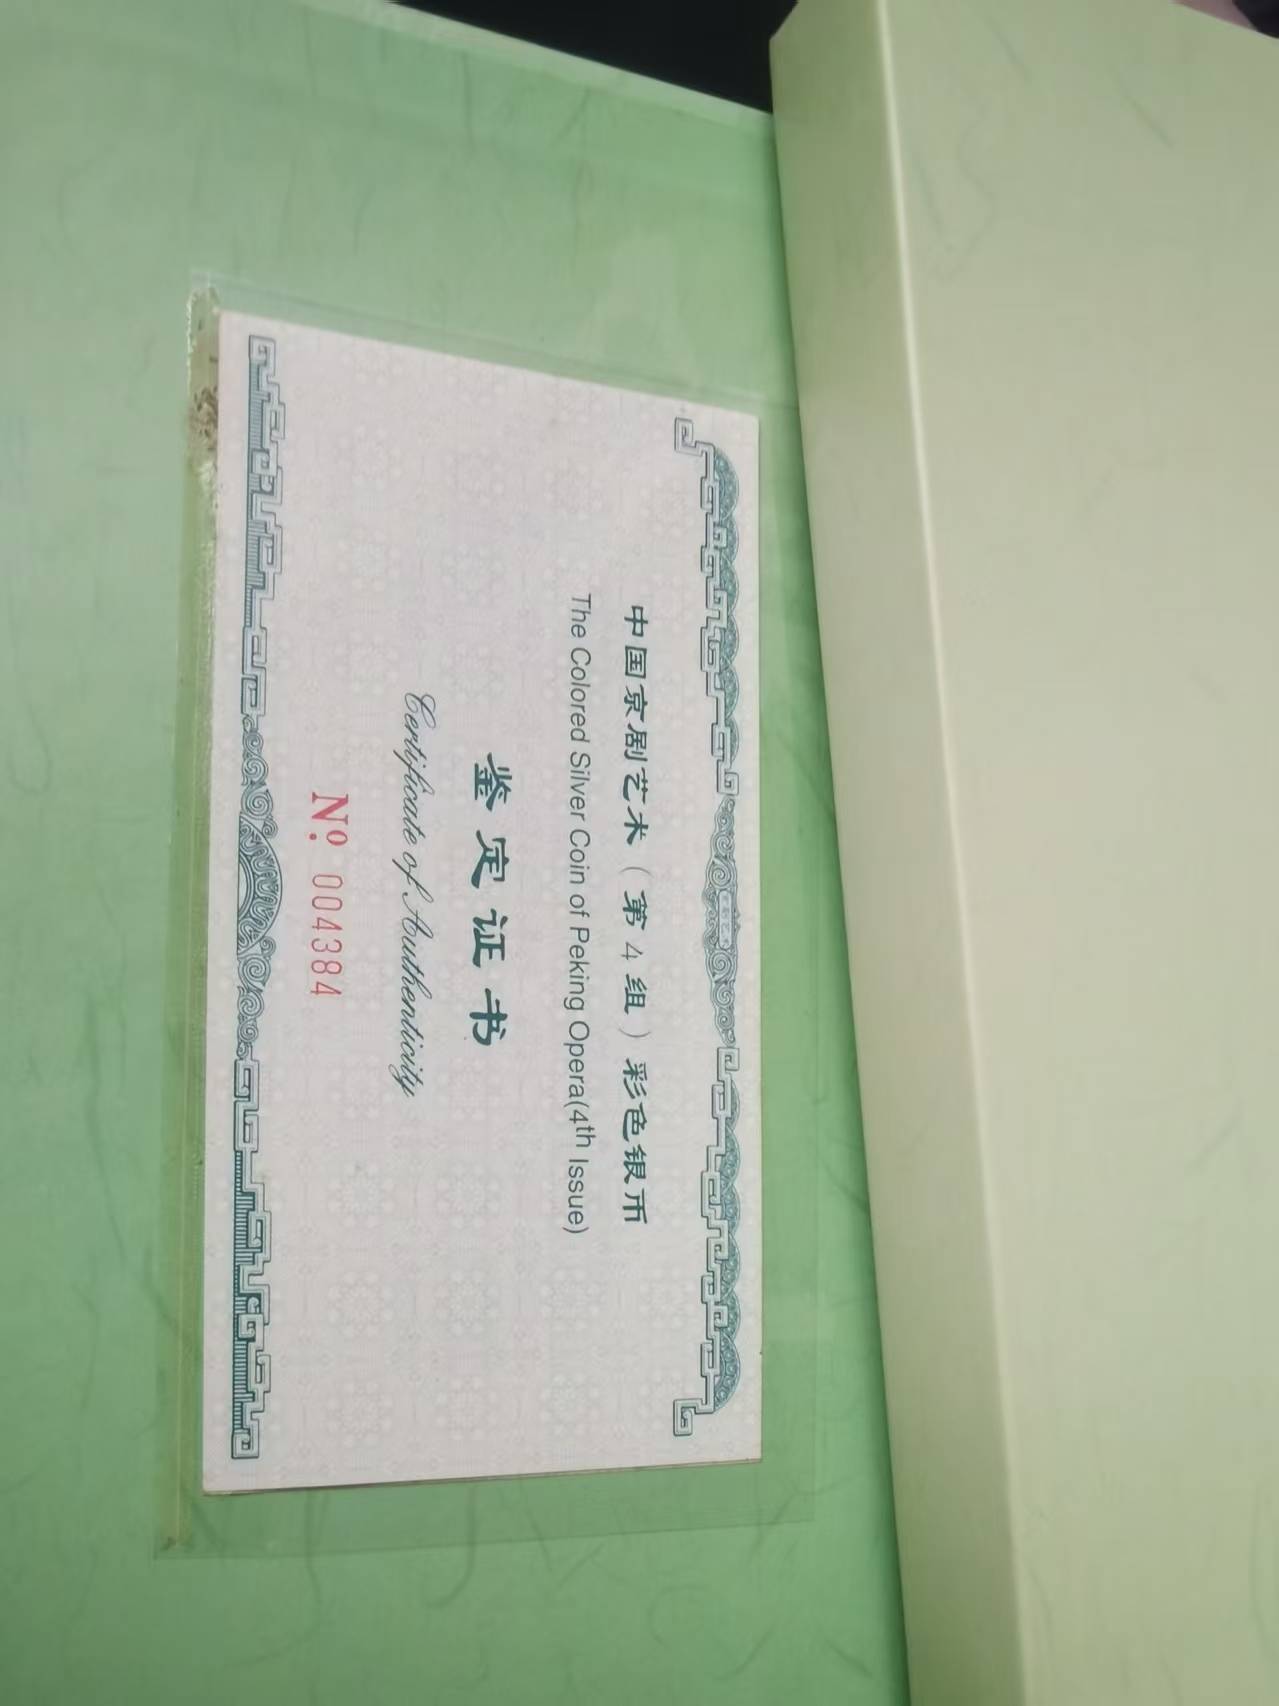 中国京剧艺术（第4组）彩色银币
The Colored Silver Coin of Peking Opera(4th Issue)
鉴定证书
Certificate of Authenticity
Nº. 004384